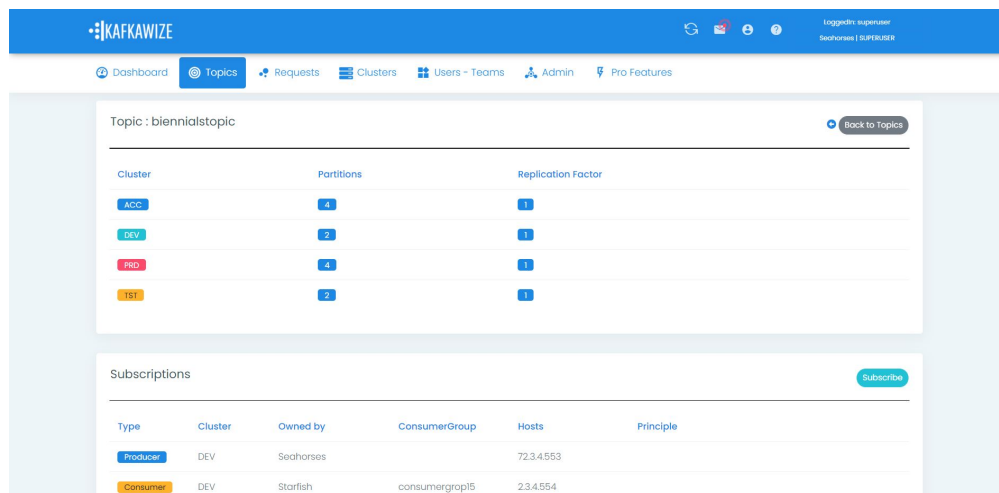 KAFKAWIZE
LoggedIn: superuser
Seahorses | SUPERUSER
Dashboard Topics Requests Clusters Users - Teams Admin Pro Features
Topic : biennialstopic
Back to Topics
Cluster Partitions Replication Factor
ACC 4 1
DEV 2 1
PRD 4 1
TST 2 1
Subscriptions
Subscribe
Type Cluster Owned by ConsumerGroup Hosts Principle
Producer DEV Seahorses 72.3.4.553
Consumer DEV Starfish consumergrop15 2.3.4.554